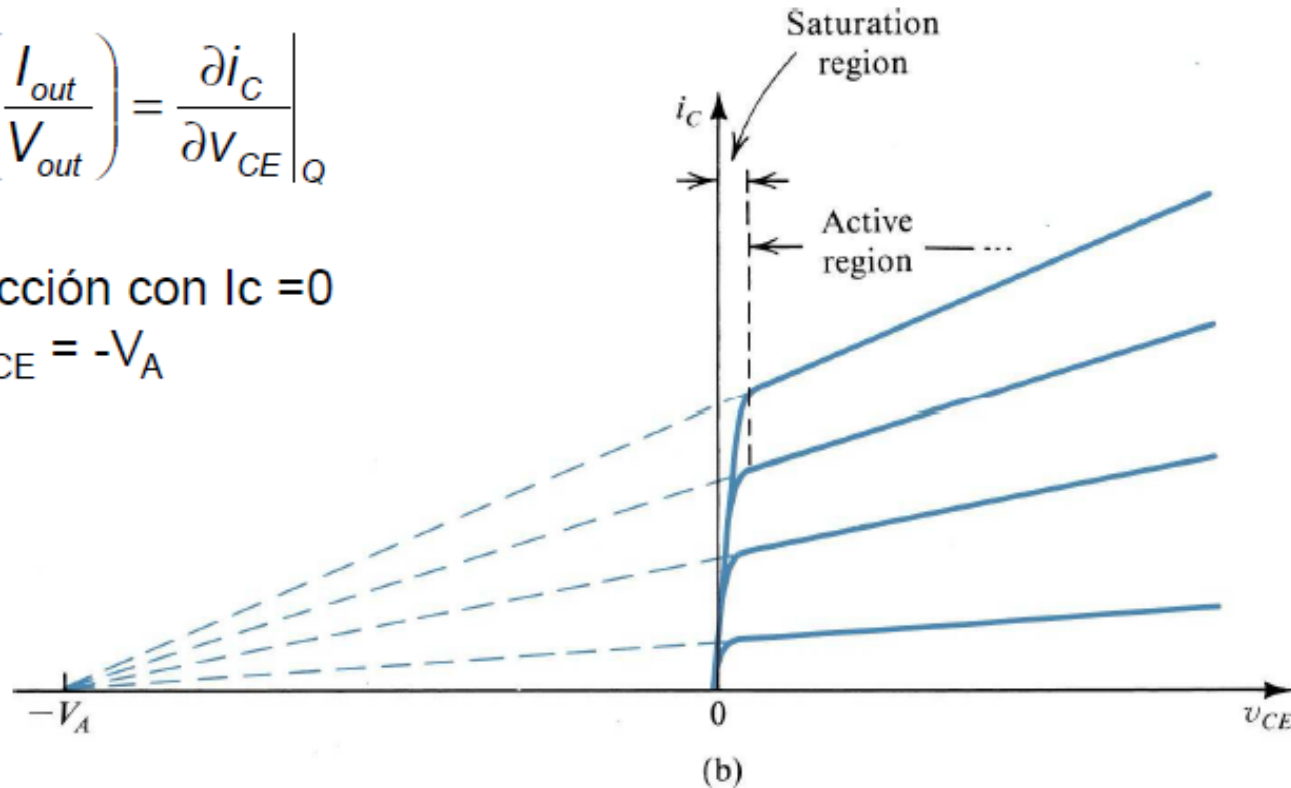 (I_out / V_out) = ∂i_C / ∂v_CE |_Q
cción con Ic =0
CE = -V_A
Saturation
region
i_C
Active
region
-V_A
0
v_CE
(b)